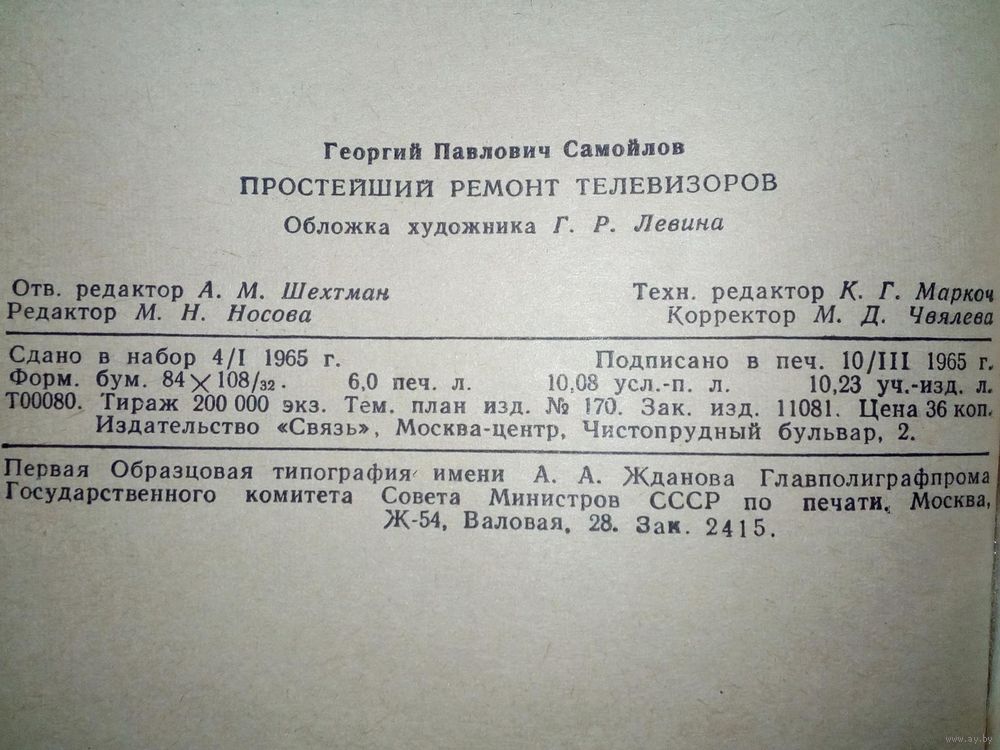 Георгий Павлович Самойлов
ПРОСТЕЙШИЙ РЕМОНТ ТЕЛЕВИЗОРОВ
Обложка художника Г. Р. Левина
Отв. редактор А. М. Шехтман Техн. редактор К. Г. Маркоч
Редактор М. Н. Носова Корректор М. Д. Чвялева
Сдано в набор 4/I 1965 г. Подписано в печ. 10/III 1965 г.
Форм. бум. 84×108/32. 6,0 печ. л. 10,08 усл.-п. л. 10,23 уч.-изд. л.
Т00080. Тираж 200 000 экз. Тем. план изд. № 170. Зак. изд. 11081. Цена 36 коп.
Издательство «Связь», Москва-центр, Чистопрудный бульвар, 2.
Первая Образцовая типография имени А. А. Жданова Главполиграфпрома
Государственного комитета Совета Министров СССР по печати. Москва,
Ж-54, Валовая, 28. Зак. 2415.
www.ay.by